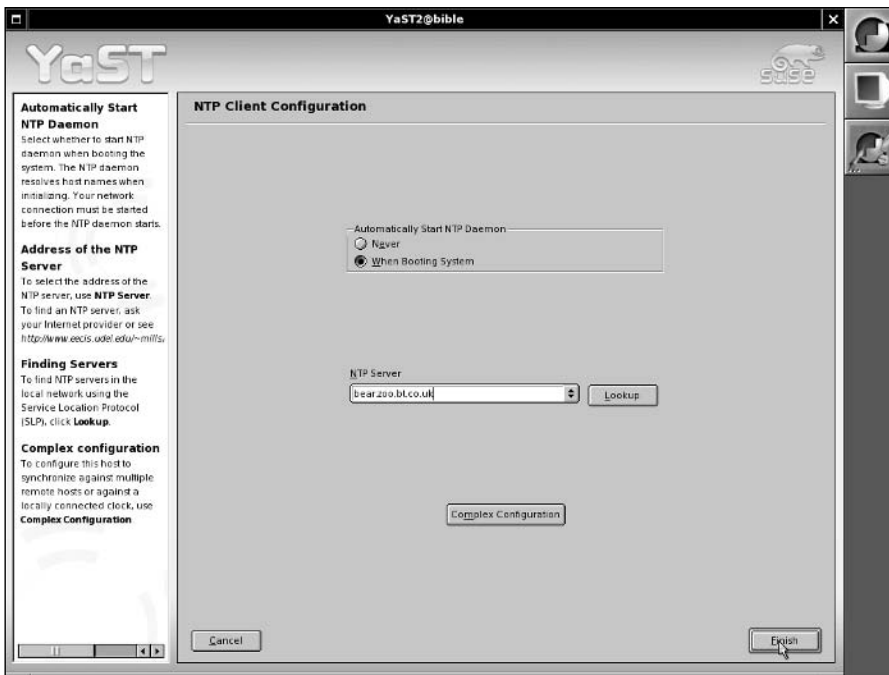 YaST2@bible
YaST
suse
Automatically Start
NTP Daemon
Select whether to start NTP
daemon when booting the
system. The NTP daemon
resolves host names when
initializing. Your network
connection must be started
before the NTP daemon starts.
Address of the NTP
Server
To select the address of the
NTP server, use NTP Server.
To find an NTP server, ask
your Internet provider or see
http://www.eecis.udel.edu/~mills/
Finding Servers
To find NTP servers in the
local network using the
Service Location Protocol
(SLP), click Lookup.
Complex configuration
To configure this host to
synchronize against multiple
remote hosts or against a
locally connected clock, use
Complex Configuration
NTP Client Configuration
Automatically Start NTP Daemon
Never
When Booting System
NTP Server
bear.zoo.bt.co.uk
Lookup
Complex Configuration
Cancel
Finish